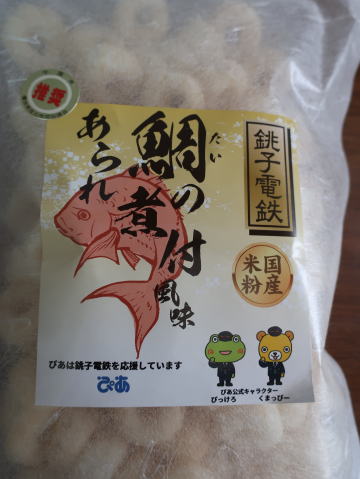 推奨
銚子電鉄
鯛の
たい
鯛煮付風味
あられ
国産
米粉
ぴあは銚子電鉄を応援しています
ぴあ
ぴあ公式キャラクター
ぴっけろ
くまっぴー